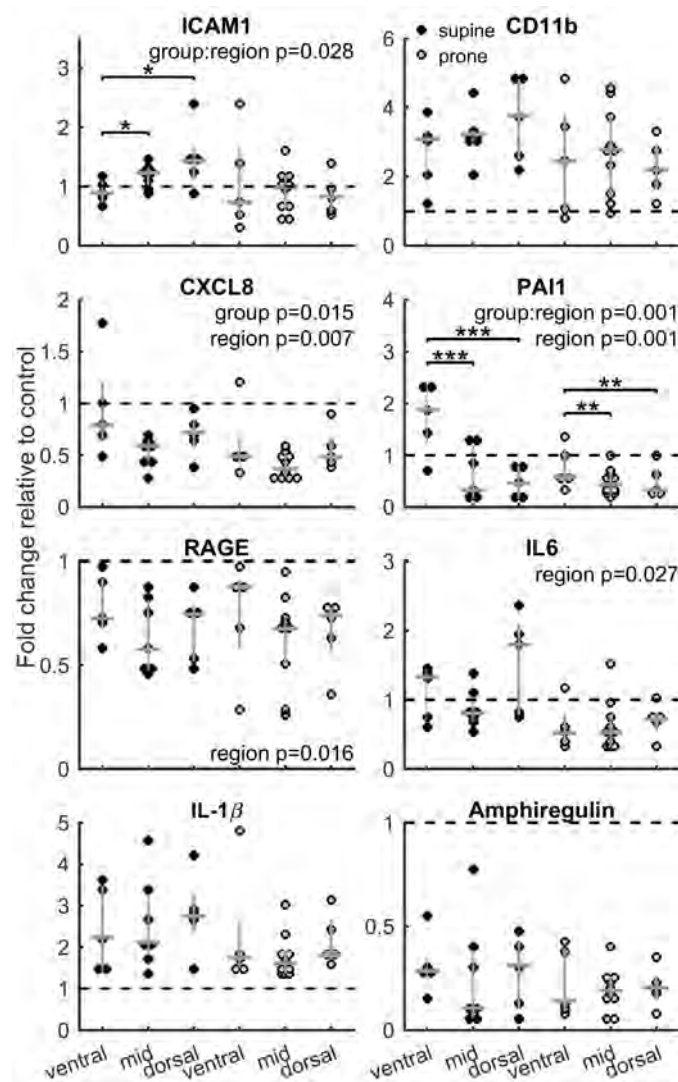 ICAM1
group:region p=0.028
*
*
3
2
1
0
CD11b
supine
prone
6
4
2
0
CXCL8
group p=0.015
region p=0.007
2
1.5
1
0.5
0
PAI1
group:region p=0.001
region p=0.001
***
***
**
**
4
3
2
1
0
Fold change relative to control
RAGE
region p=0.016
1
0.5
0
IL6
region p=0.027
3
2
1
0
IL-1β
5
4
3
2
1
0
Amphiregulin
1
0.5
0
ventral mid dorsal ventral mid dorsal
ventral mid dorsal ventral mid dorsal